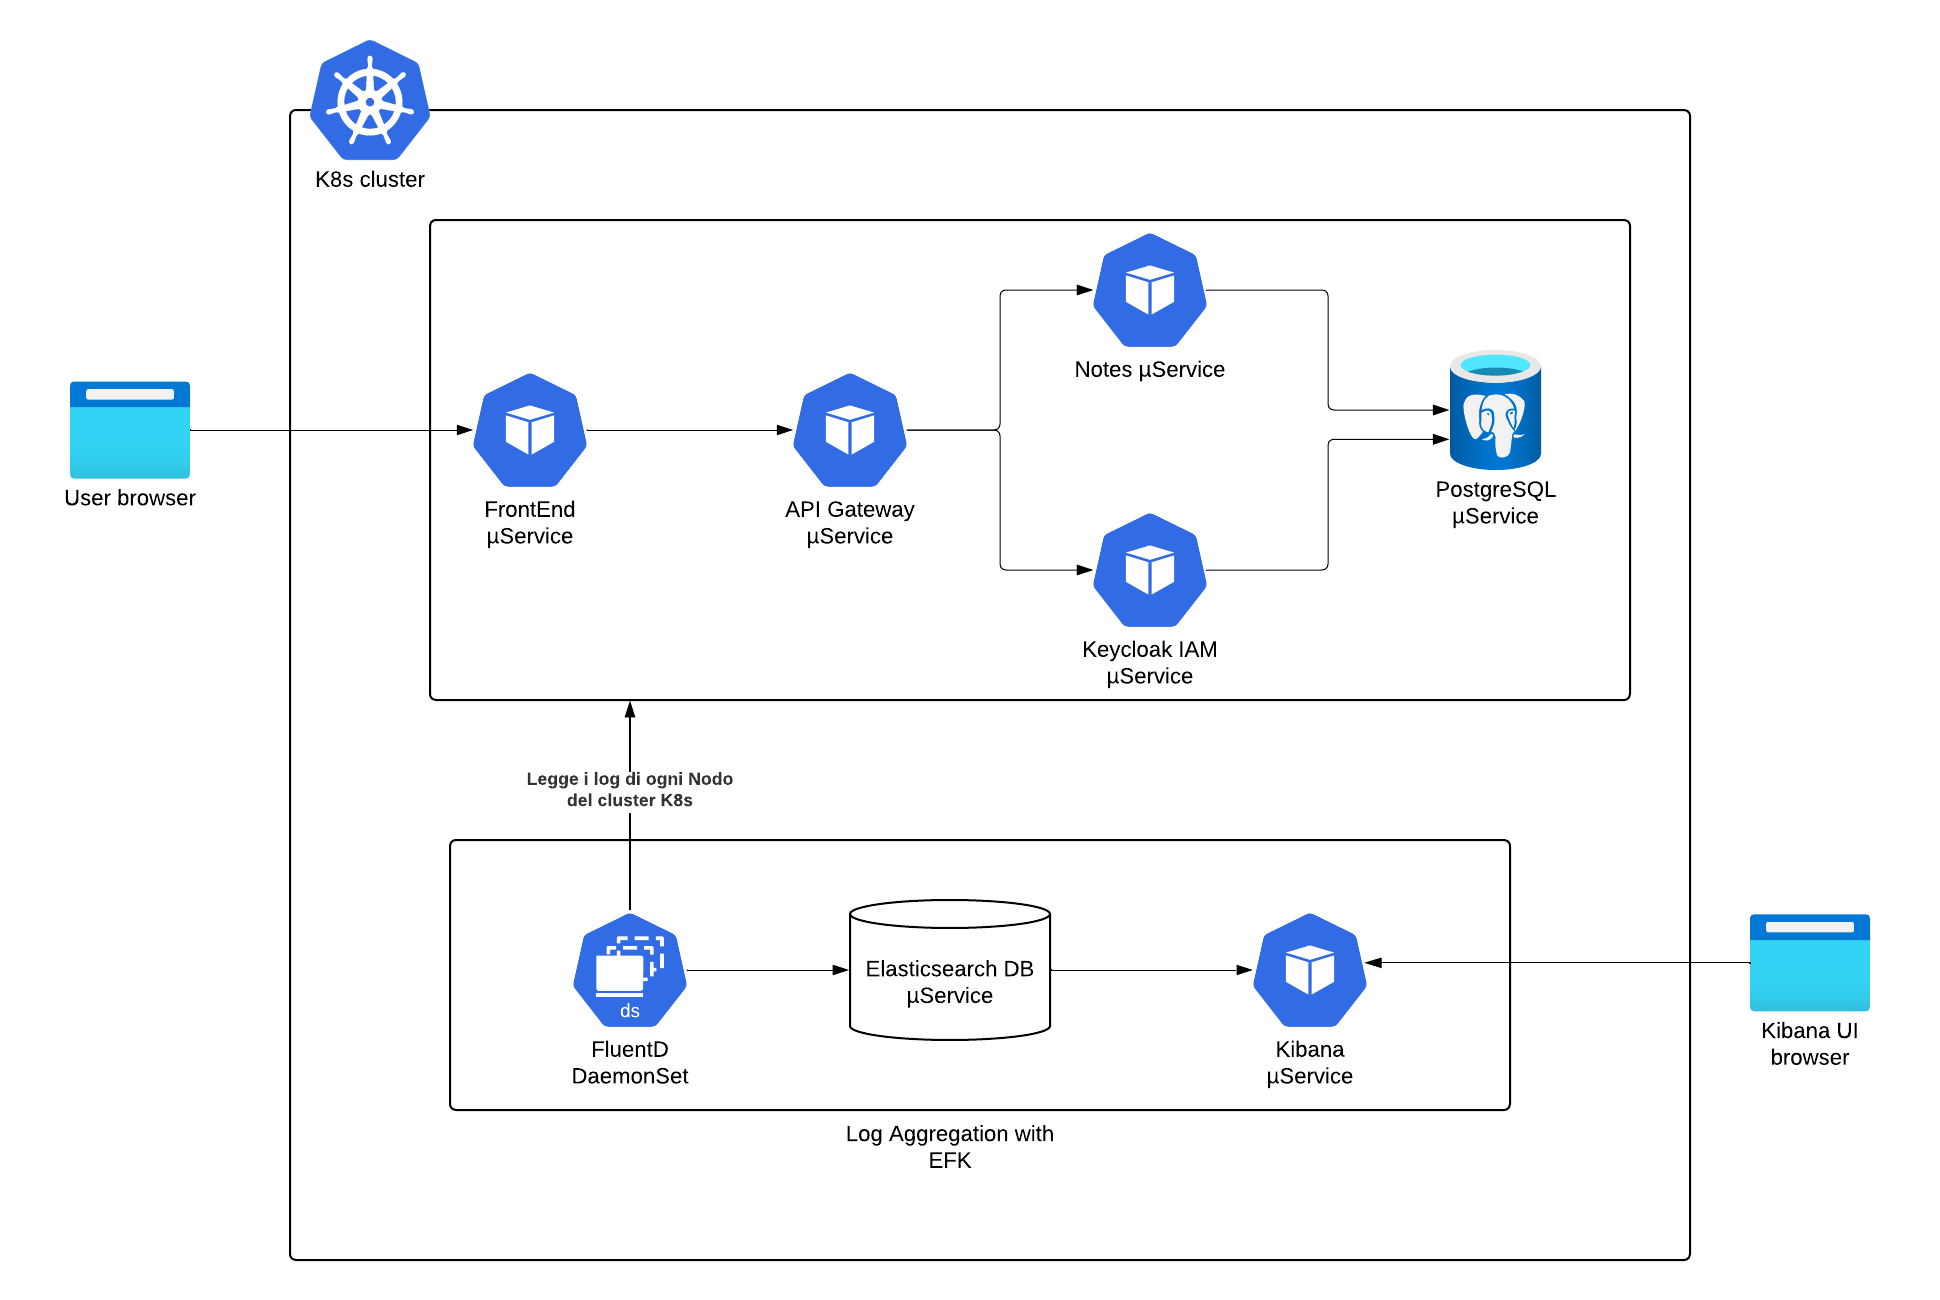 K8s cluster
Notes µService
User browser
FrontEnd
µService
API Gateway
µService
PostgreSQL
µService
Keycloak IAM
µService
Legge i log di ogni Nodo
del cluster K8s
ds
FluentD
DaemonSet
Elasticsearch DB
µService
Kibana
µService
Kibana UI
browser
Log Aggregation with
EFK